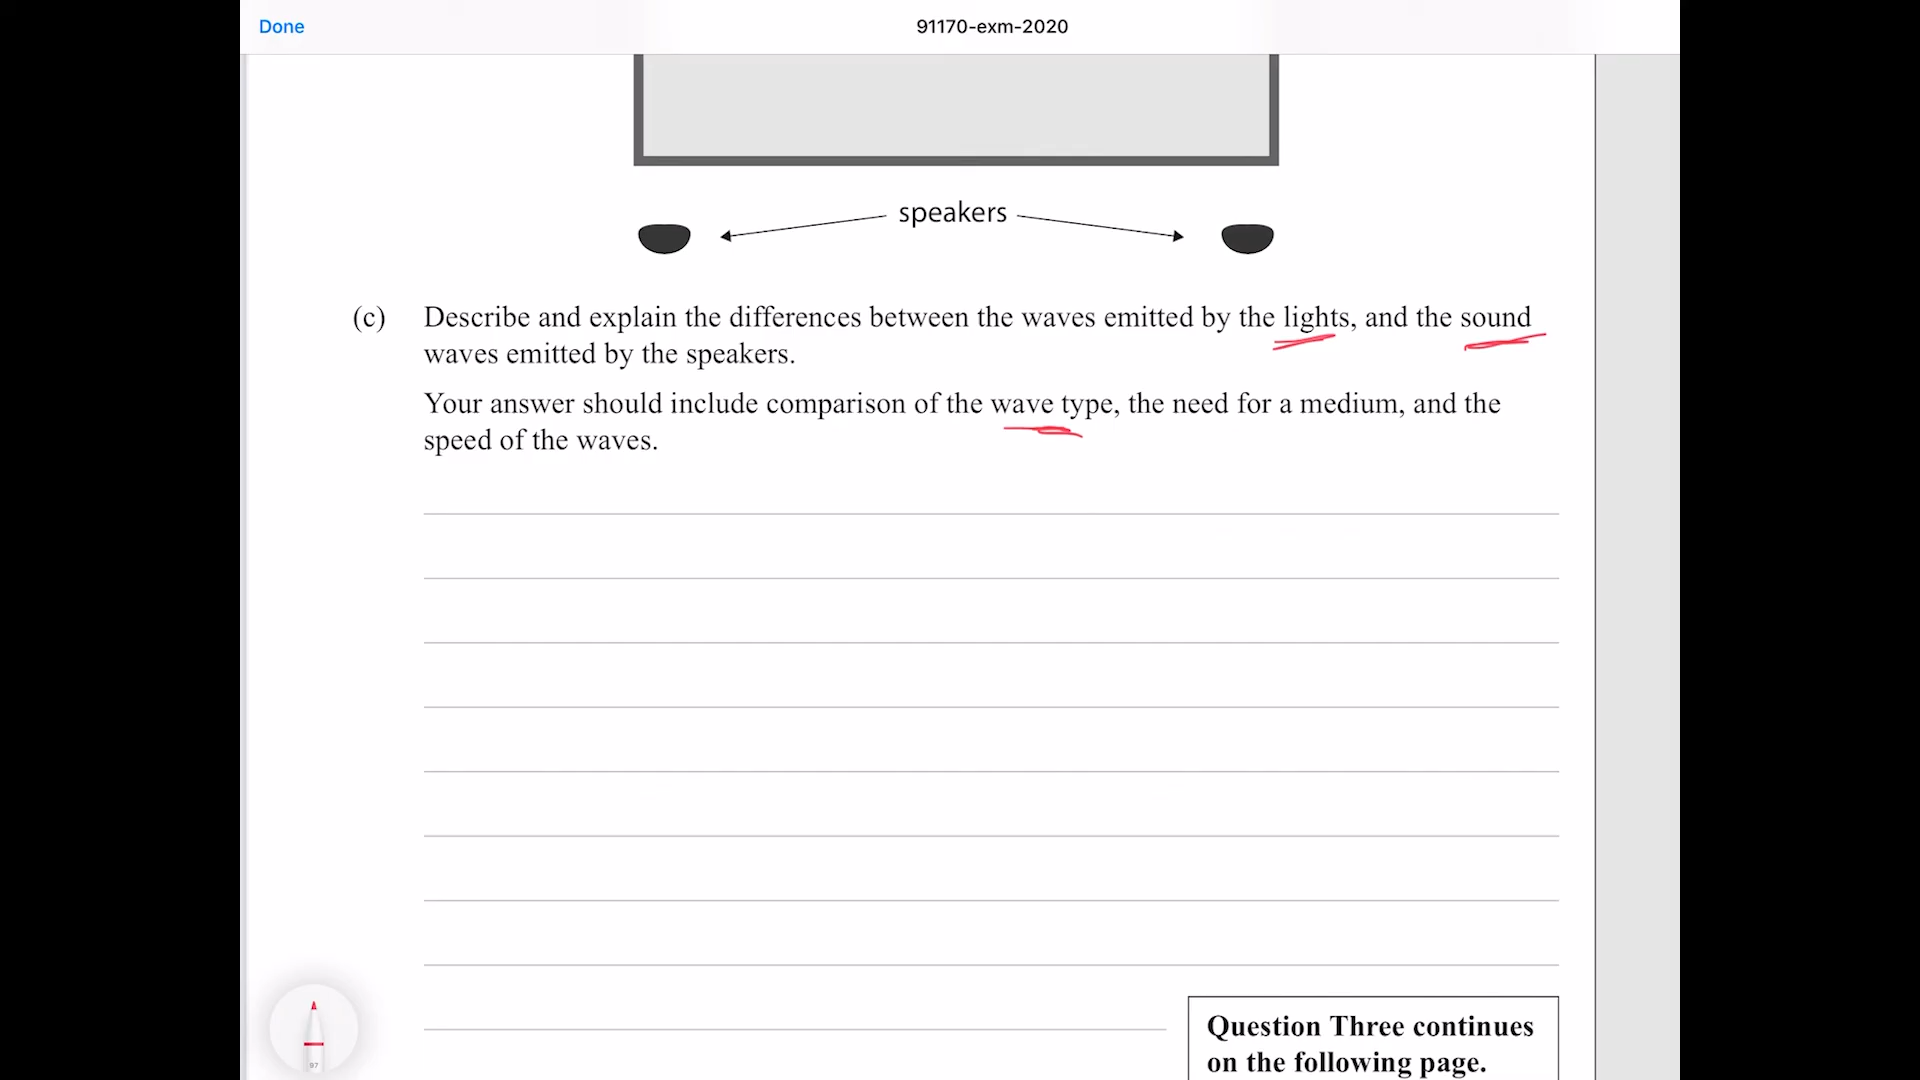 Done
91170-exm-2020
speakers
(c) Describe and explain the differences between the waves emitted by the lights, and the sound
waves emitted by the speakers.
Your answer should include comparison of the wave type, the need for a medium, and the
speed of the waves.
97
Question Three continues
on the following page.